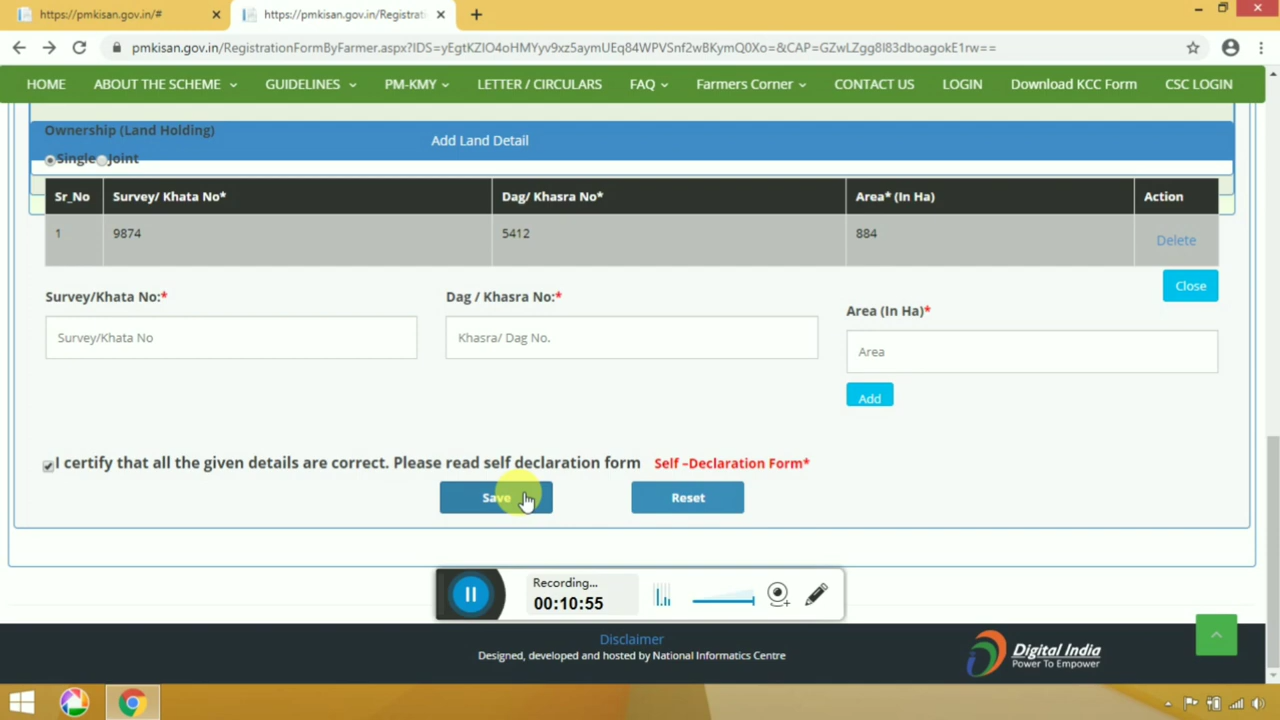 https://pmkisan.gov.in/#
https://pmkisan.gov.in/Registrati
pmkisan.gov.in/RegistrationFormByFarmer.aspx?IDS=yEgtKZIO4oHMYyv9xz5aymUEq84WPVSnf2wBKymQ0Xo=&CAP=GZwLZgg8l83dboagokE1rw==
HOME ABOUT THE SCHEME GUIDELINES PM-KMY LETTER / CIRCULARS FAQ Farmers Corner CONTACT US LOGIN Download KCC Form CSC LOGIN
Ownership (Land Holding)
Add Land Detail
Single Joint
Sr_No Survey/ Khata No* Dag/ Khasra No* Area* (In Ha) Action
1 9874 5412 884 Delete
Close
Survey/Khata No:* Dag / Khasra No:* Area (In Ha)*
Survey/Khata No Khasra/ Dag No. Area
Add
I certify that all the given details are correct. Please read self declaration form Self –Declaration Form*
Save Reset
Recording...
00:10:55
Disclaimer
Designed, developed and hosted by National Informatics Centre
Digital India
Power To Empower